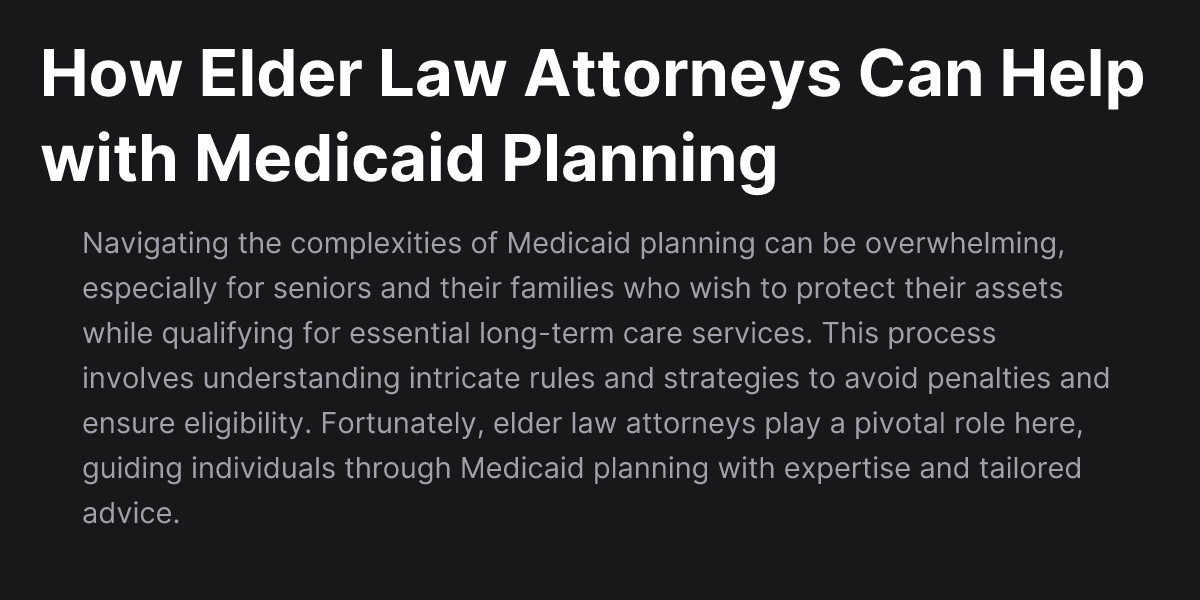 How Elder Law Attorneys Can Help
with Medicaid Planning
Navigating the complexities of Medicaid planning can be overwhelming,
especially for seniors and their families who wish to protect their assets
while qualifying for essential long-term care services. This process
involves understanding intricate rules and strategies to avoid penalties and
ensure eligibility. Fortunately, elder law attorneys play a pivotal role here,
guiding individuals through Medicaid planning with expertise and tailored
advice.